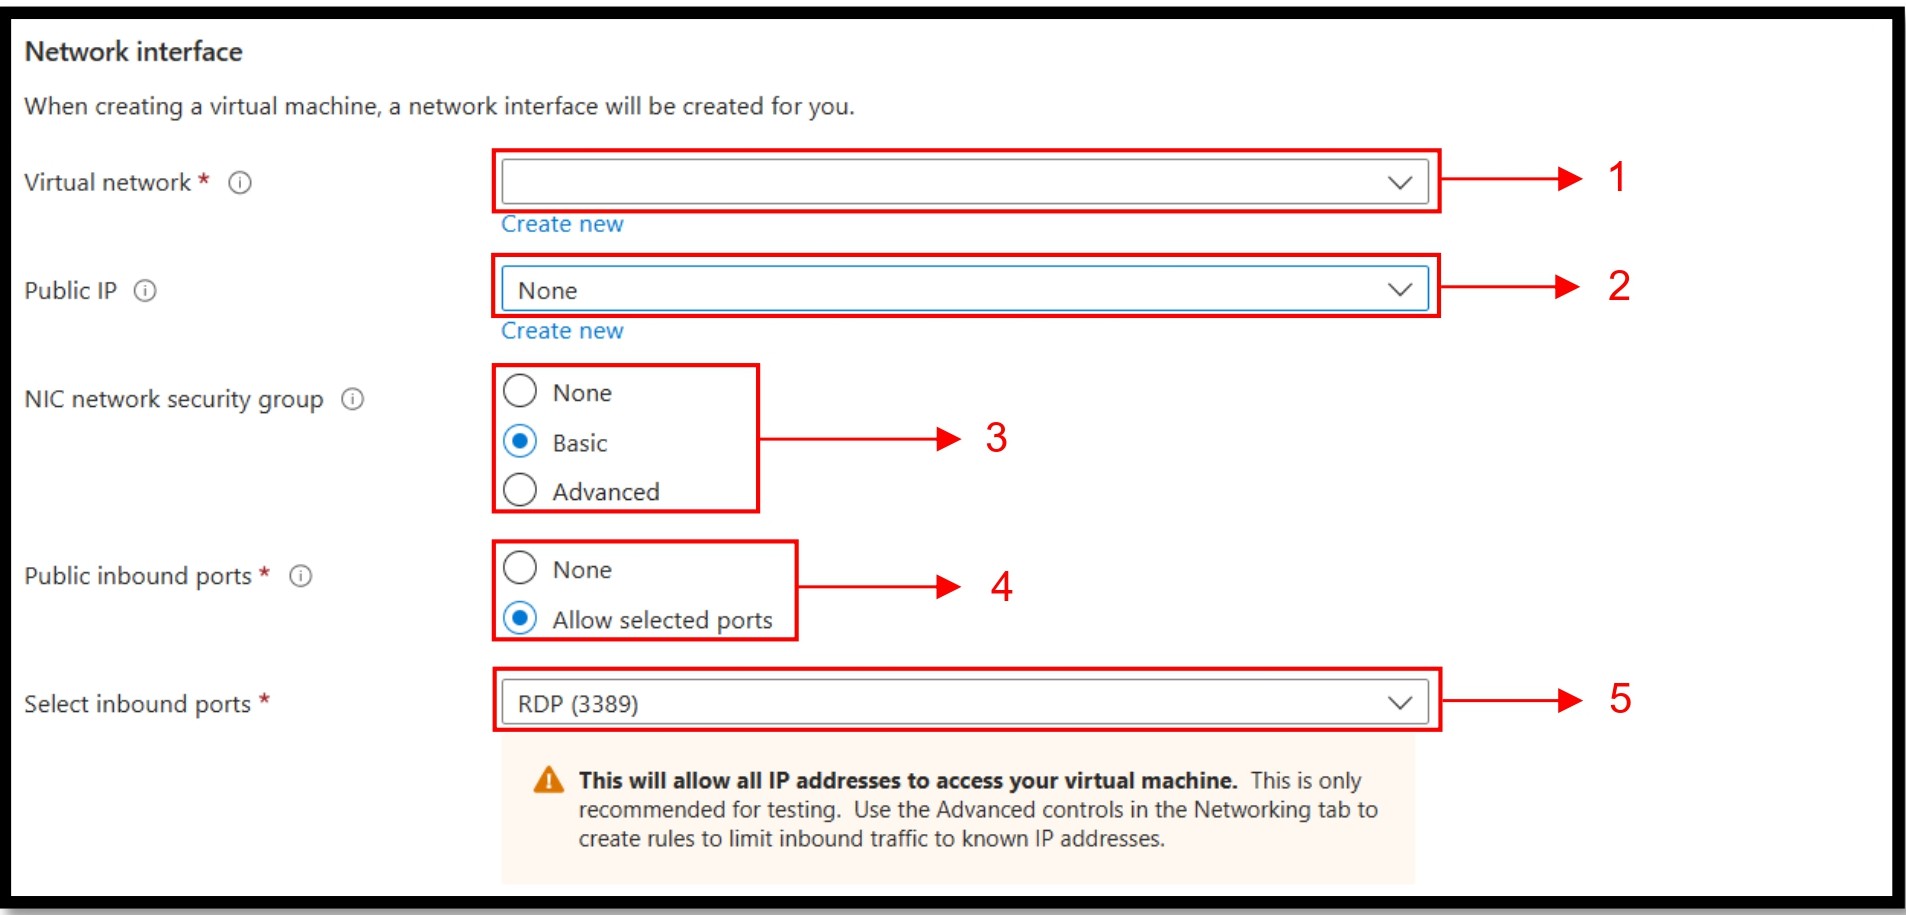 Network interface
When creating a virtual machine, a network interface will be created for you.
Virtual network *
1
Create new
Public IP
None
2
Create new
NIC network security group
None
Basic
Advanced
3
Public inbound ports *
None
Allow selected ports
4
Select inbound ports *
RDP (3389)
5
This will allow all IP addresses to access your virtual machine. This is only
recommended for testing. Use the Advanced controls in the Networking tab to
create rules to limit inbound traffic to known IP addresses.